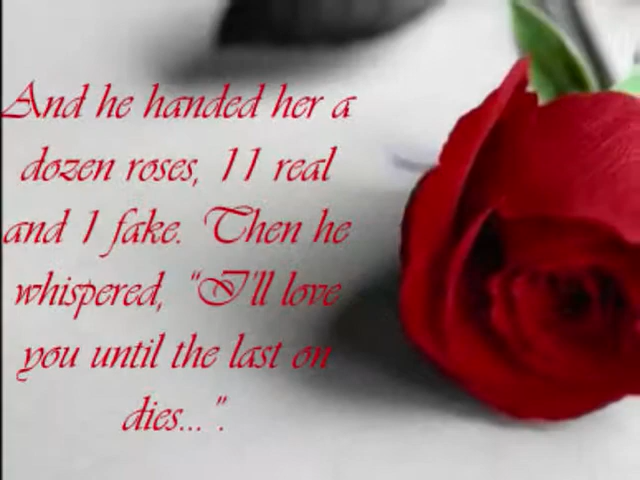 And he handed her a
dozen roses, 11 real
and 1 fake. Then he
whispered, "I'll love
you until the last on
dies... ".